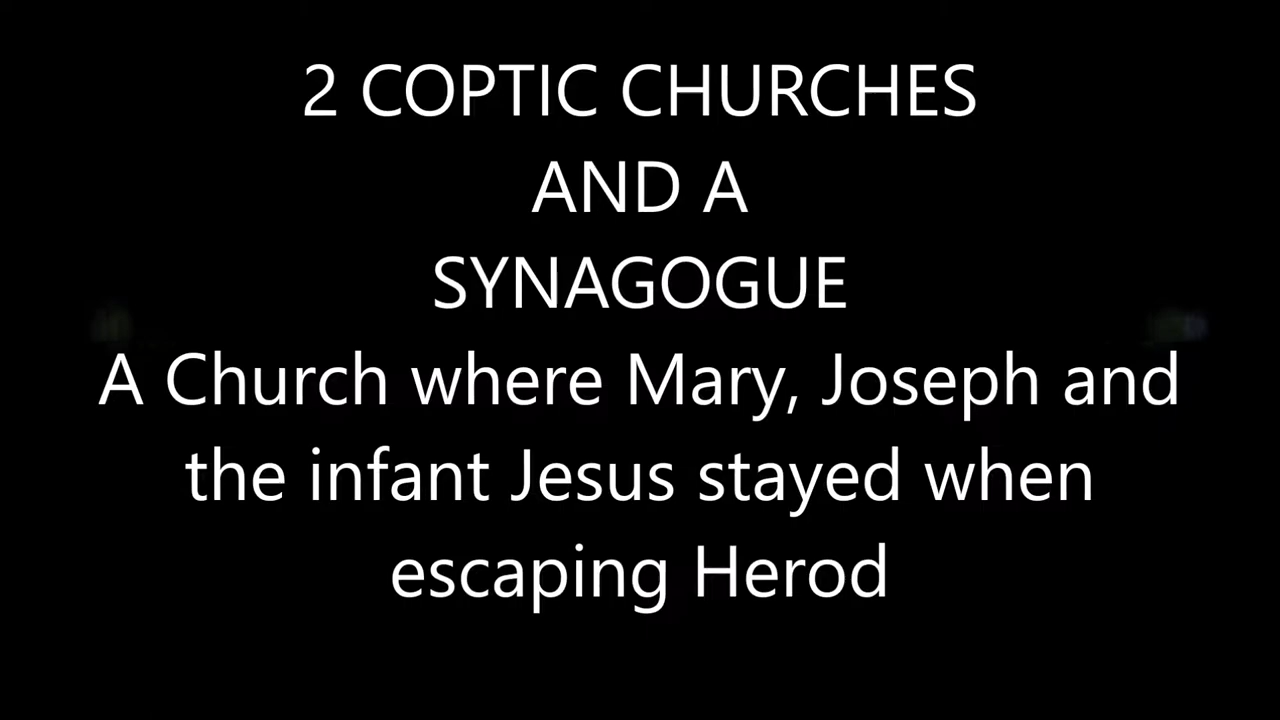 2 COPTIC CHURCHES
AND A
SYNAGOGUE
A Church where Mary, Joseph and
the infant Jesus stayed when
escaping Herod